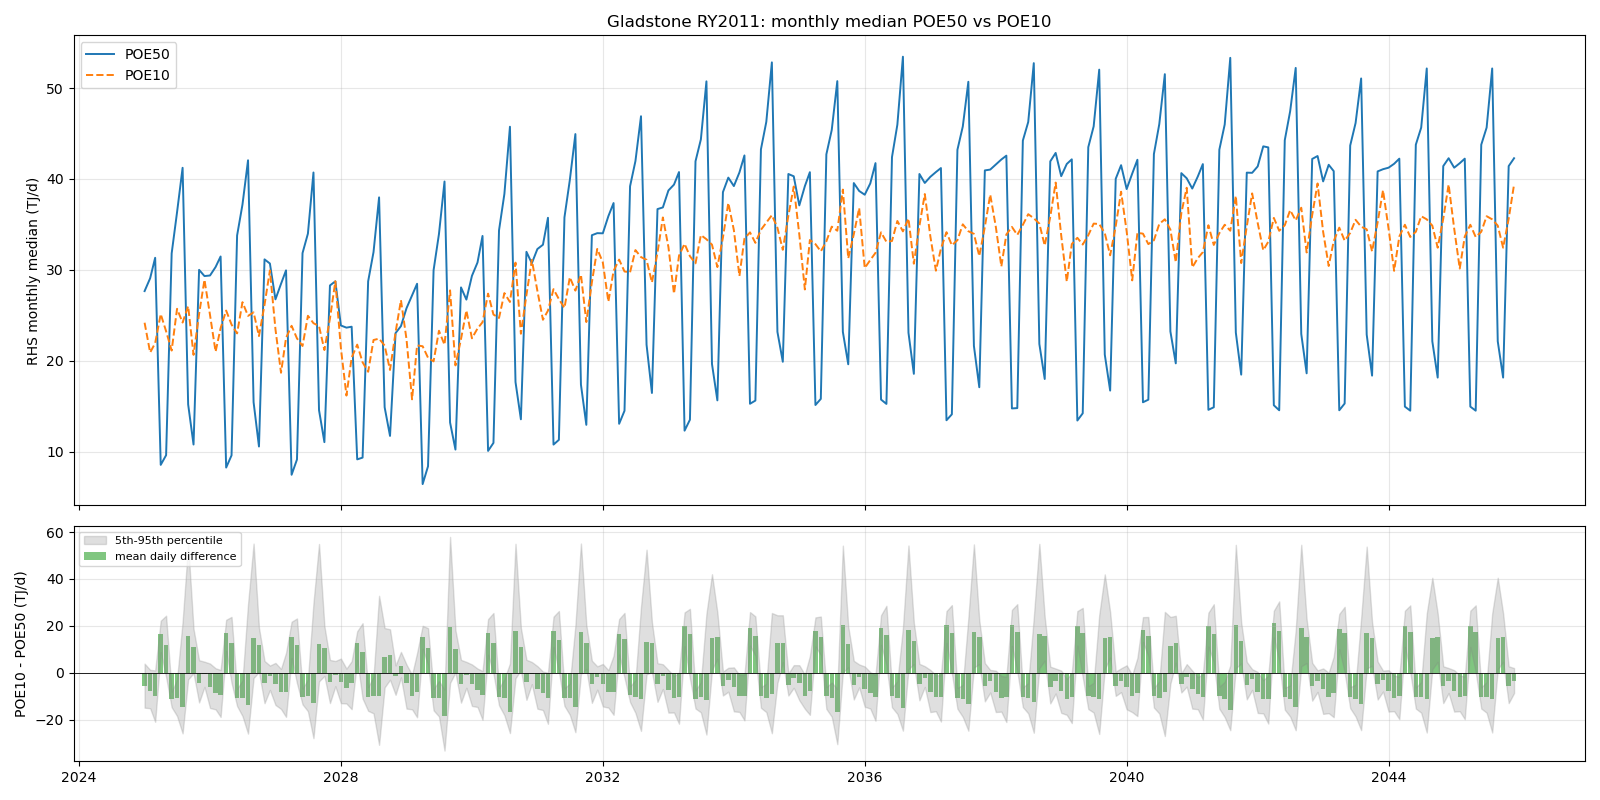 Gladstone RY2011: monthly median POE50 vs POE10
POE50
POE10
RHS monthly median (TJ/d)
50
40
30
20
10
5th-95th percentile
mean daily difference
POE10 - POE50 (TJ/d)
60
40
20
0
−20
2024
2028
2032
2036
2040
2044